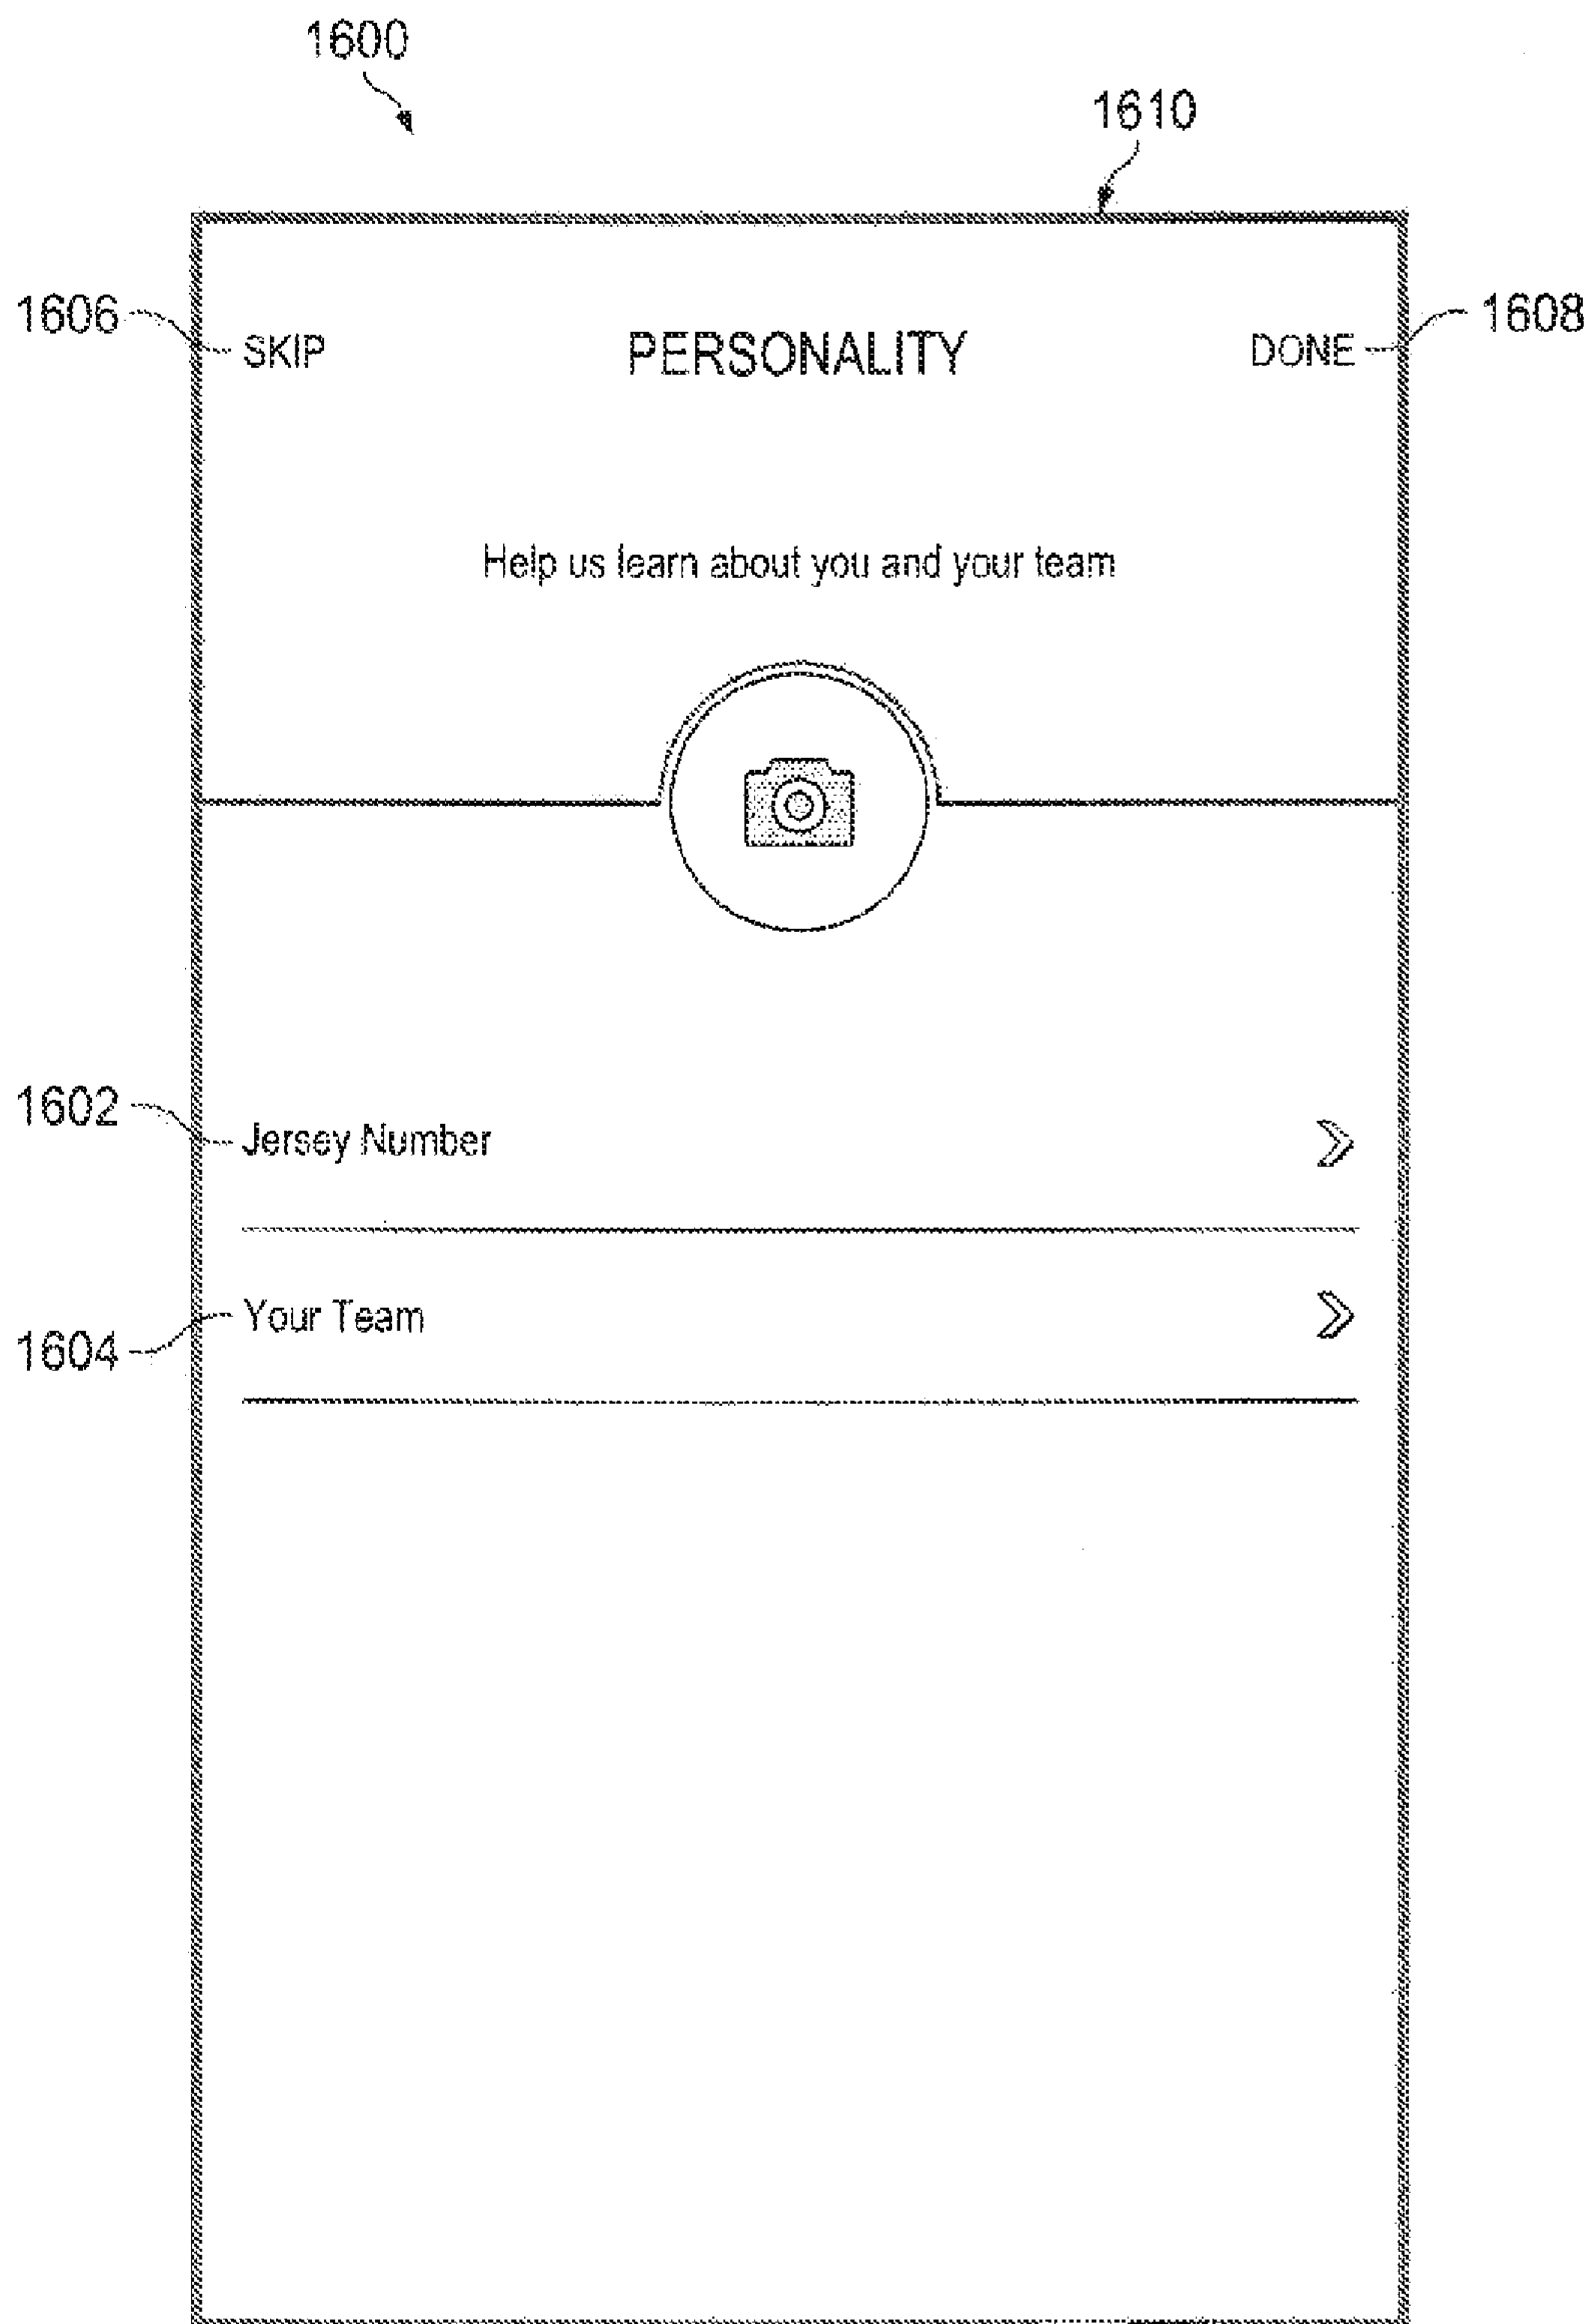 1600
1610
1606 SKIP PERSONALITY DONE 1608
Help us learn about you and your team
1602 Jersey Number
1604 Your Team